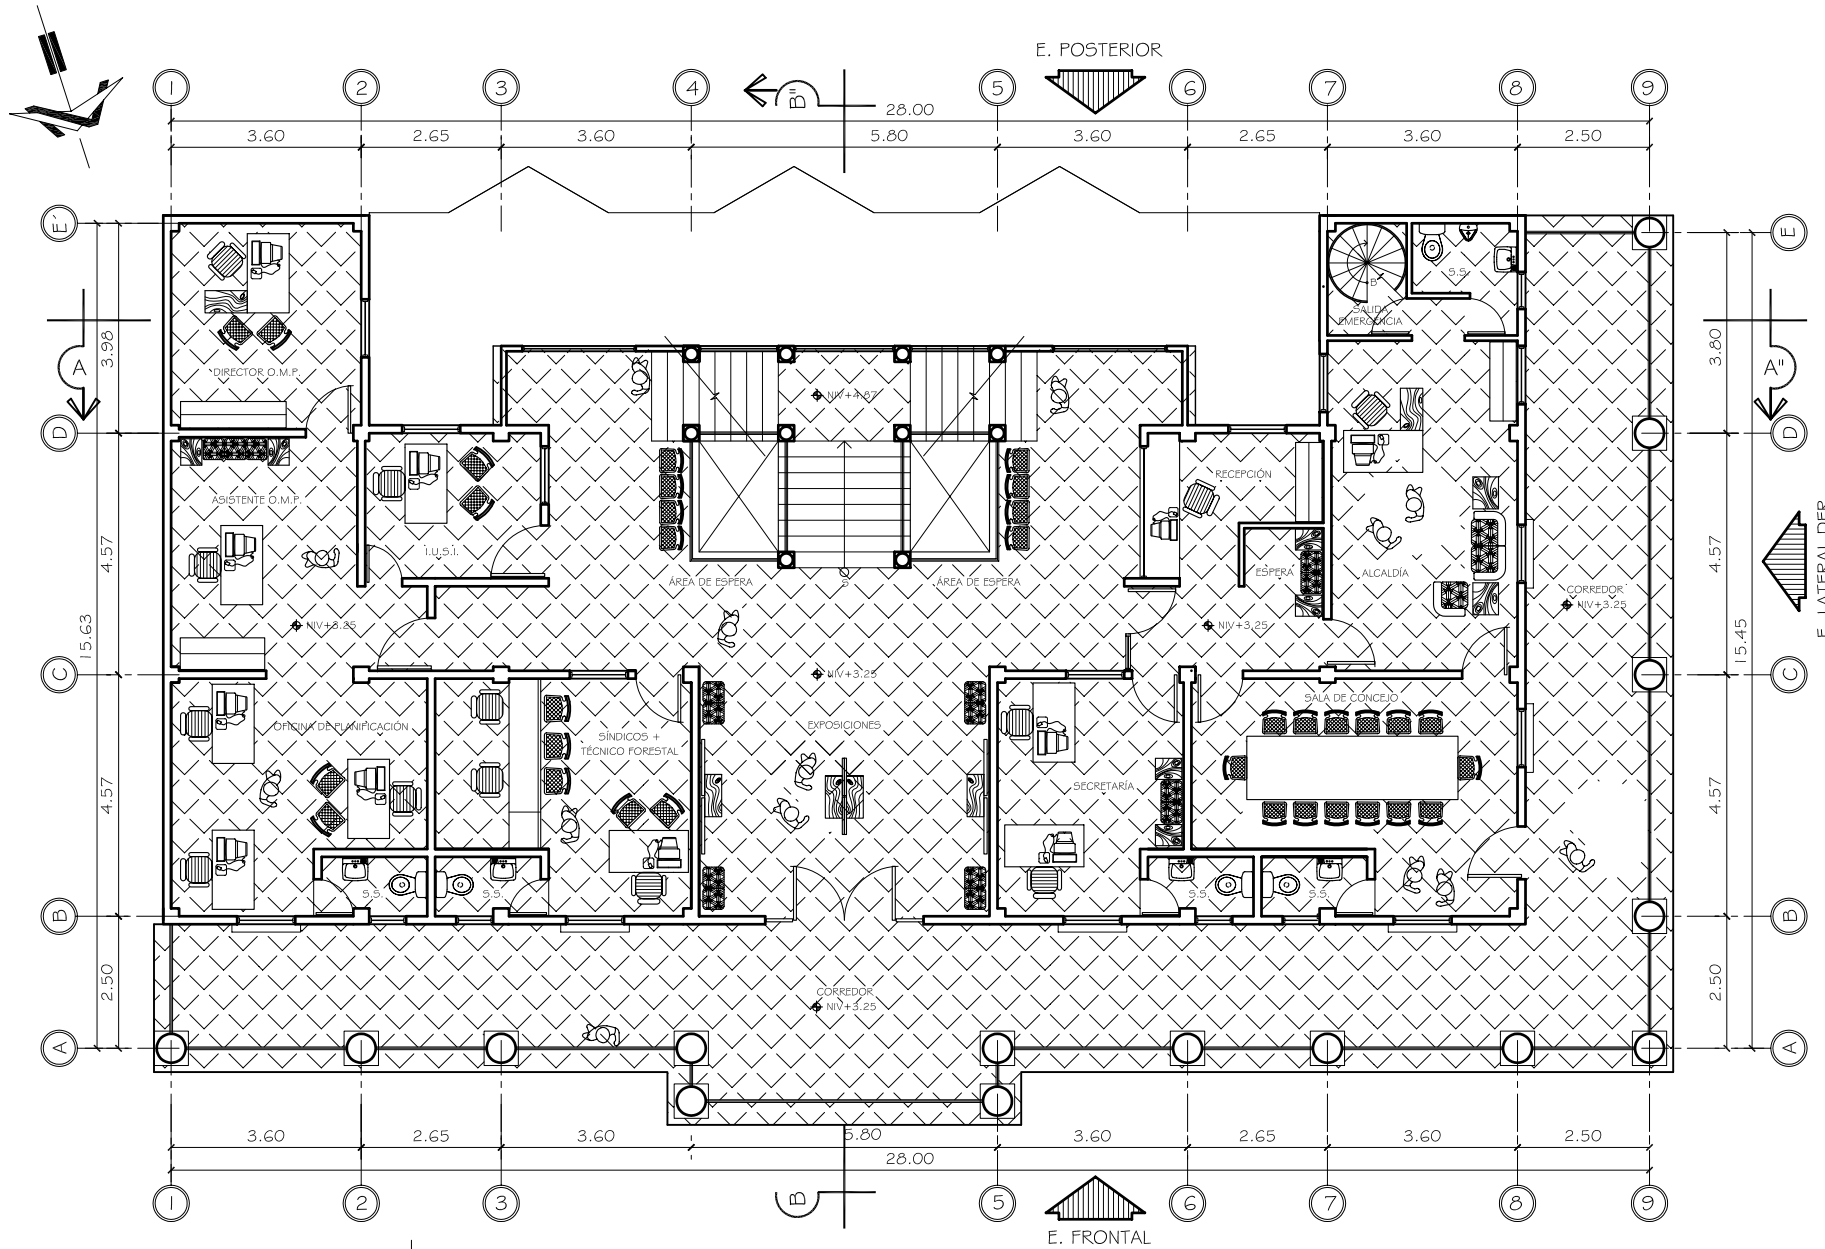 E. POSTERIOR
1
2
3
4
B"
5
6
7
8
9
28.00
3.60
2.65
3.60
5.80
3.60
2.65
3.60
2.50
E'
E
S.S.
B
SALIDA
EMERGENCIA
3.98
3.80
A
A"
DIRECTOR O.M.P.
NIV+4.87
D
D
RECEPCIÓN
ASISTENTE O.M.P.
4.57
I.U.S.I.
4.57
E. LATERAL DER
ÁREA DE ESPERA
S
ÁREA DE ESPERA
ESPERA
ALCALDÍA
CORREDOR
NIV+3.25
NIV+3.25
NIV+3.25
15.63
15.45
C
NIV+3.25
C
SALA DE CONCEJO
OFICINA DE PLANIFICACIÓN
EXPOSICIONES
SÍNDICOS +
TÉCNICO FORESTAL
SECRETARÍA
4.57
4.57
S.S.
S.S.
S.S.
S.S.
B
B
2.50
2.50
CORREDOR
NIV+3.25
A
A
3.60
2.65
3.60
5.80
3.60
2.65
3.60
2.50
28.00
1
2
3
B
5
6
7
8
9
E. FRONTAL